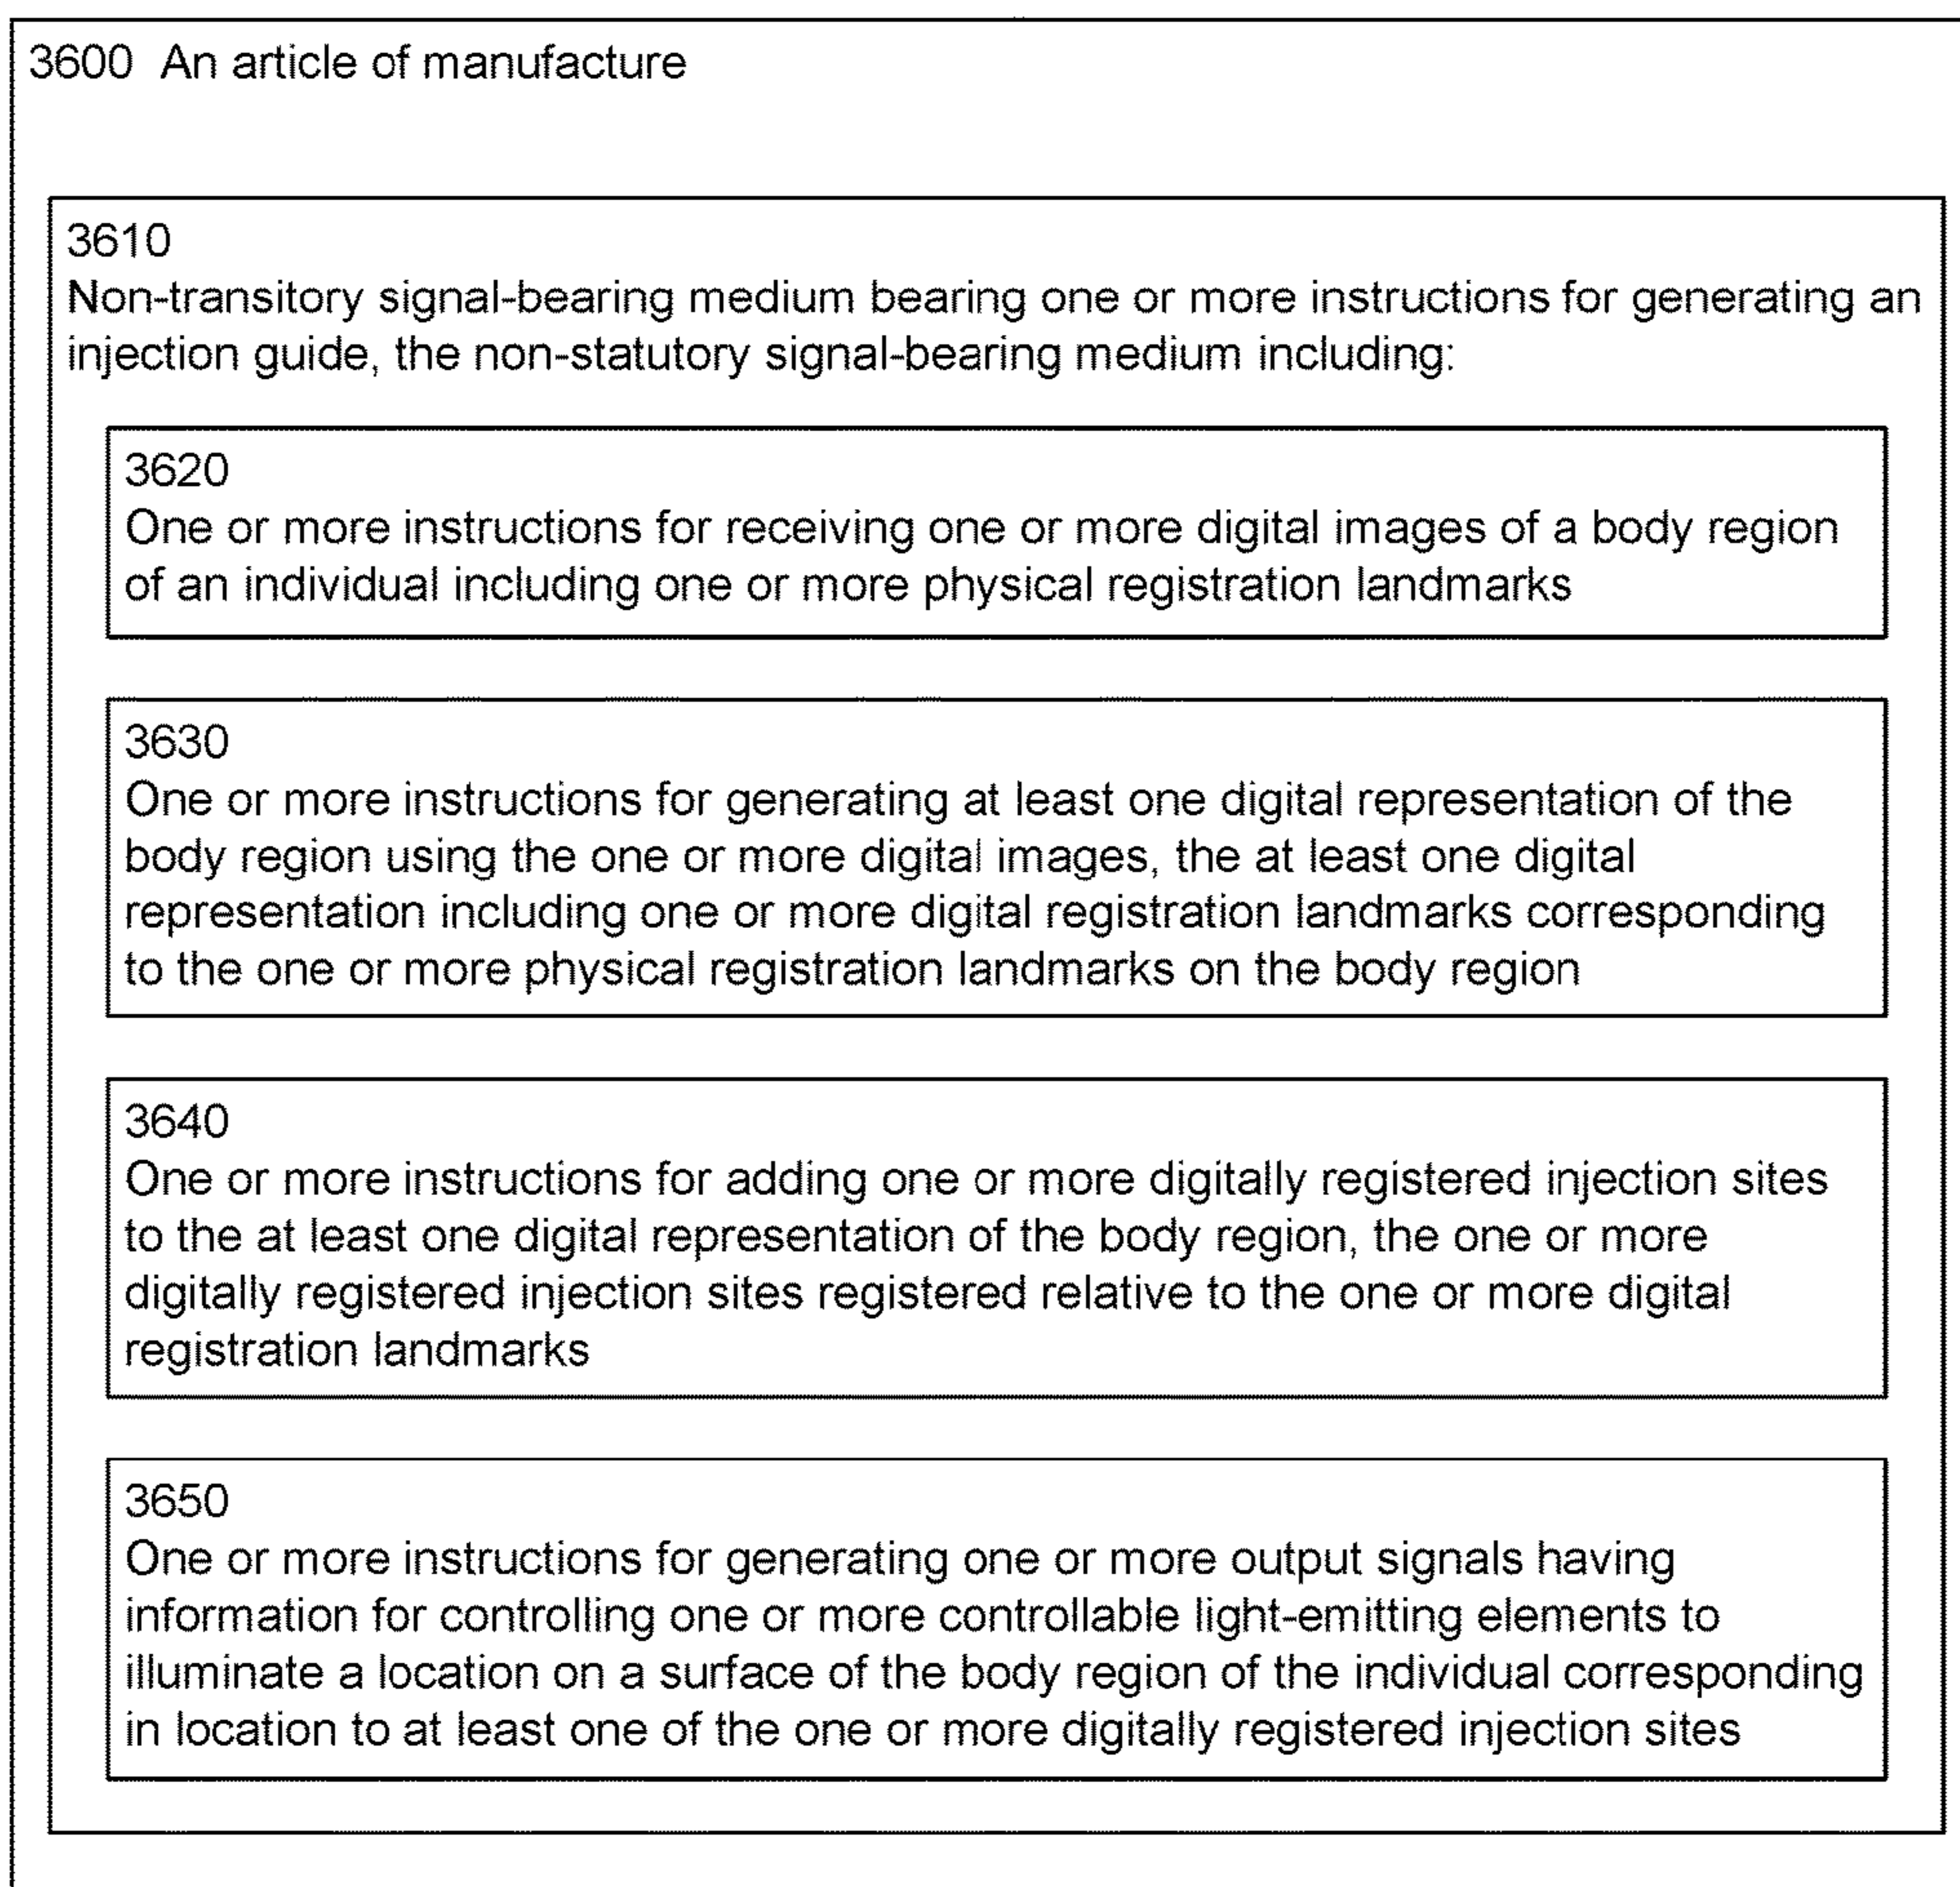 3600 An article of manufacture
3610
Non-transitory signal-bearing medium bearing one or more instructions for generating an
injection guide, the non-statutory signal-bearing medium including:
3620
One or more instructions for receiving one or more digital images of a body region
of an individual including one or more physical registration landmarks
3630
One or more instructions for generating at least one digital representation of the
body region using the one or more digital images, the at least one digital
representation including one or more digital registration landmarks corresponding
to the one or more physical registration landmarks on the body region
3640
One or more instructions for adding one or more digitally registered injection sites
to the at least one digital representation of the body region, the one or more
digitally registered injection sites registered relative to the one or more digital
registration landmarks
3650
One or more instructions for generating one or more output signals having
information for controlling one or more controllable light-emitting elements to
illuminate a location on a surface of the body region of the individual corresponding
in location to at least one of the one or more digitally registered injection sites